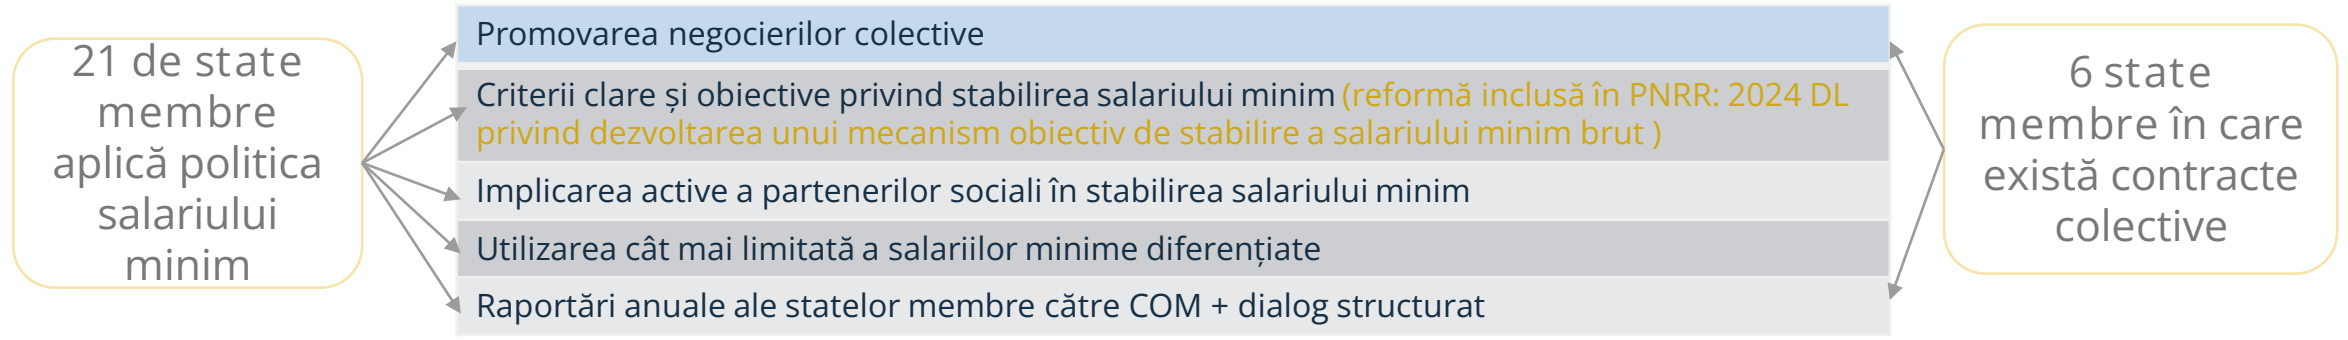 21 de state
membre
aplică politica
salariului
minim
Promovarea negocierilor colective
Criterii clare și obiective privind stabilirea salariului minim (reformă inclusă în PNRR: 2024 DL
privind dezvoltarea unui mecanism obiectiv de stabilire a salariului minim brut )
Implicarea active a partenerilor sociali în stabilirea salariului minim
Utilizarea cât mai limitată a salariilor minime diferențiate
Raportări anuale ale statelor membre către COM + dialog structurat
6 state
membre în care
există contracte
colective